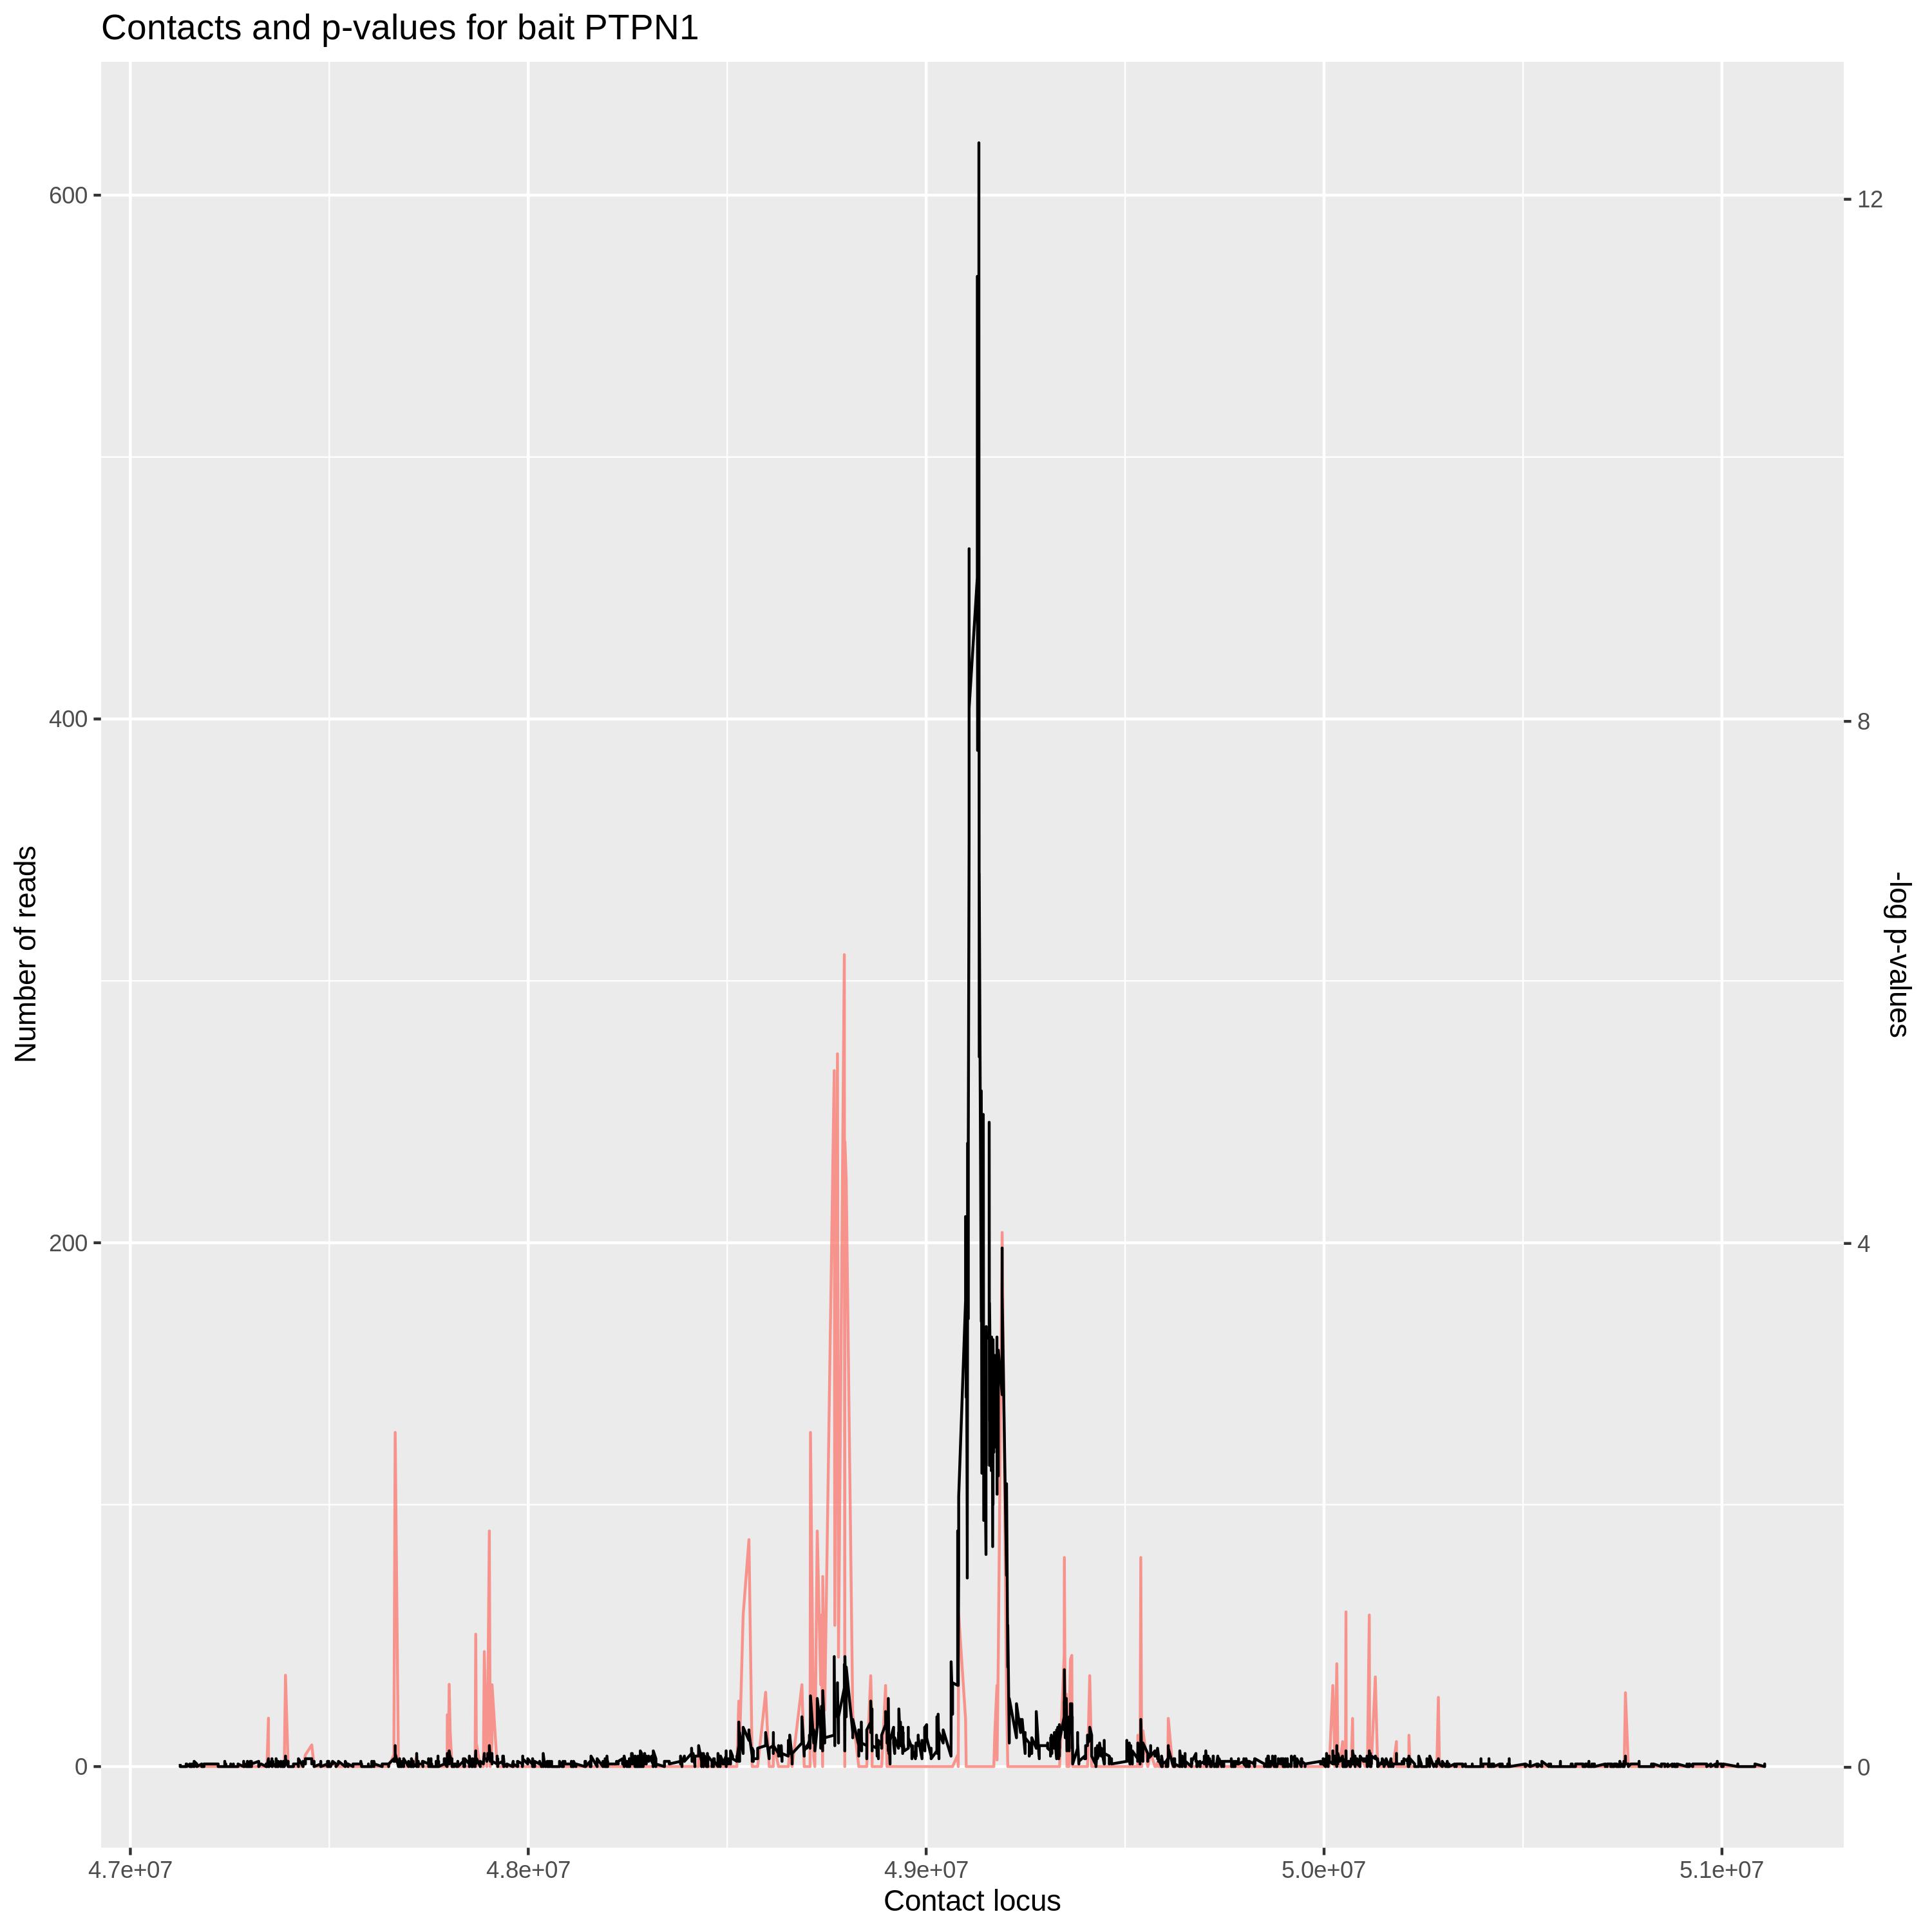 Contacts and p-values for bait PTPN1
600
400
200
0
Number of reads
12
8
4
0
-log p-values
4.7e+07
4.8e+07
4.9e+07
5.0e+07
5.1e+07
Contact locus